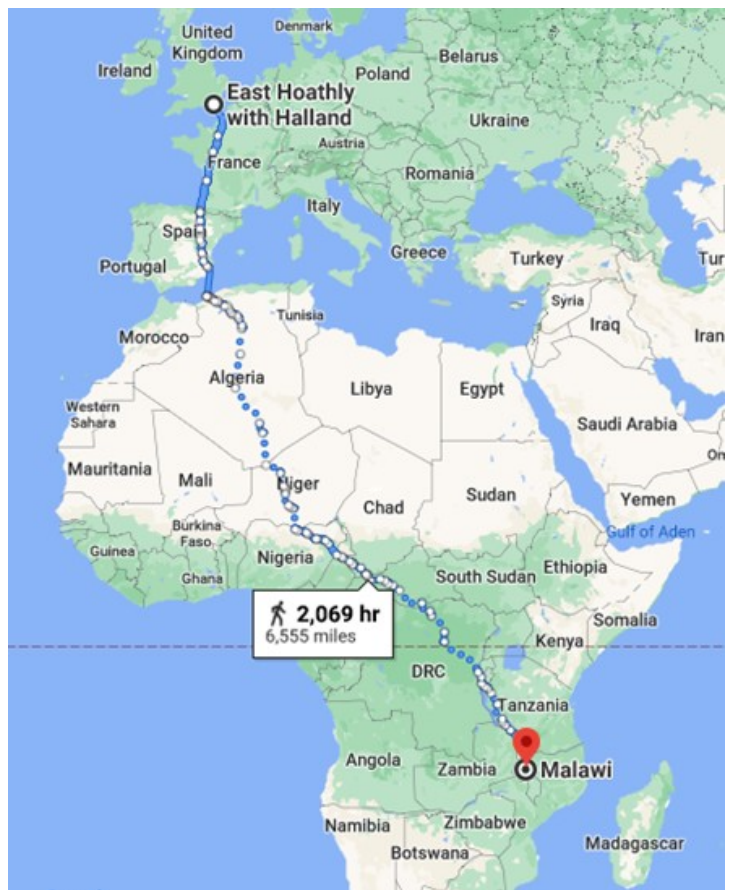 United
Kingdom
Denmark
Ireland
Belarus
Poland
East Hoathly
with Halland
Ukraine
Austria
France
Romania
Italy
Spain
Greece
Portugal
Turkey
Tur
Syria
Tunisia
Iraq
Iran
Morocco
Algeria
Libya
Egypt
Western
Sahara
Saudi Arabia
On
Mauritania
Mali
Niger
Chad
Sudan
Yemen
Burkina
Faso
Gulf of Aden
Guinea
Nigeria
Ethiopia
Ghana
South Sudan
2,069 hr
6,555 miles
Somalia
Kenya
DRC
Tanzania
Angola
Zambia
Malawi
Namibia
Zimbabwe
Madagascar
Botswana